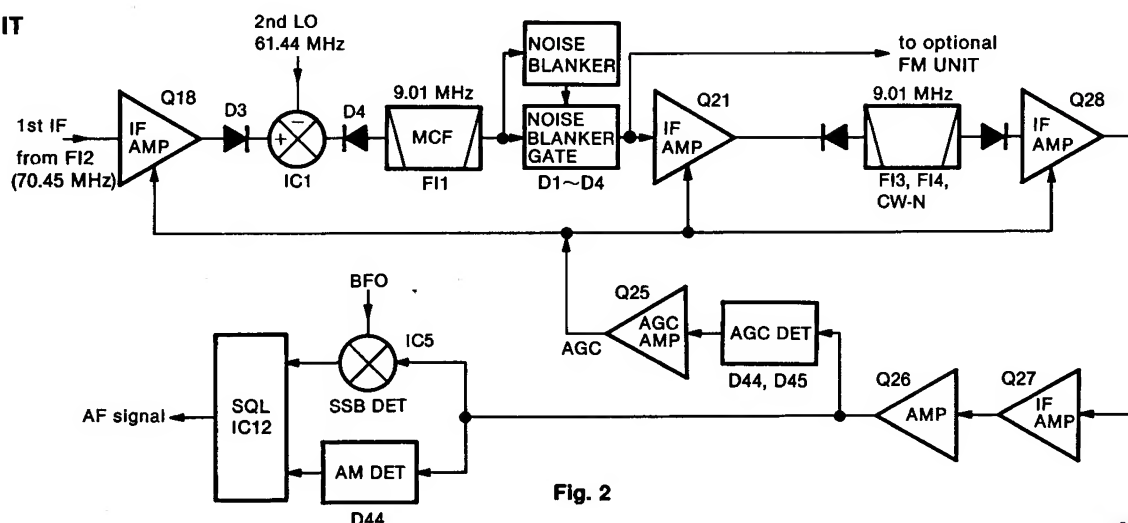 IT
2nd LO
61.44 MHz
Q18
D3
D4
9.01 MHz
NOISE
BLANKER
to optional
FM UNIT
1st IF
from FI2
(70.45 MHz)
IF
AMP
+
−
IC1
MCF
FI1
NOISE
BLANKER
GATE
D1~D4
Q21
IF
AMP
9.01 MHz
FI3, FI4,
CW-N
Q28
IF
AMP
BFO
IC5
SSB DET
Q25
AGC
AMP
AGC
AGC DET
D44, D45
Q26
AMP
Q27
IF
AMP
AF signal
SQL
IC12
AM DET
D44
Fig. 2